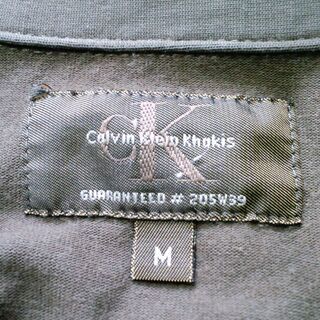 cK
Calvin Klein Khakis
GUARANTEED # 205W39
M